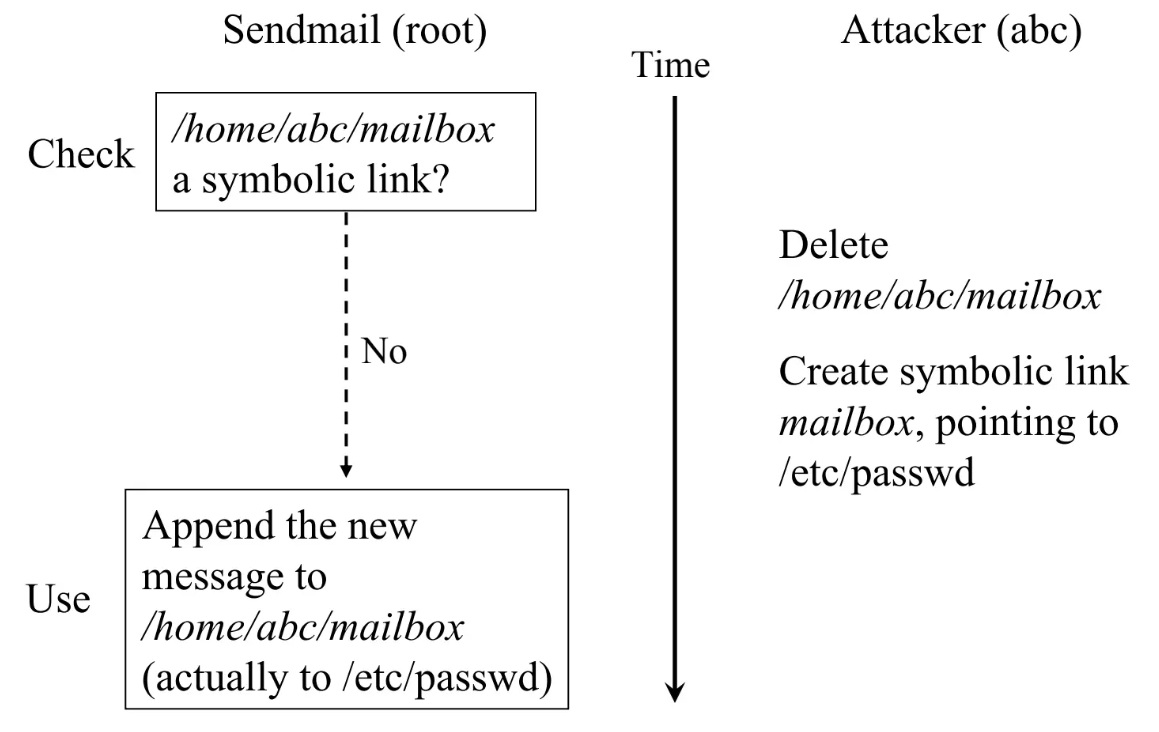 Sendmail (root)
Attacker (abc)
Time
Check
/home/abc/mailbox
a symbolic link?
Delete
/home/abc/mailbox
No
Create symbolic link
mailbox, pointing to
/etc/passwd
Use
Append the new
message to
/home/abc/mailbox
(actually to /etc/passwd)